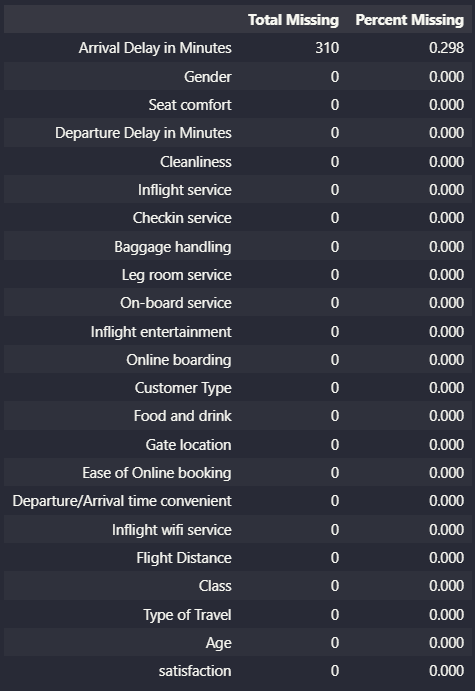 Total Missing Percent Missing
Arrival Delay in Minutes 310 0.298
Gender 0 0.000
Seat comfort 0 0.000
Departure Delay in Minutes 0 0.000
Cleanliness 0 0.000
Inflight service 0 0.000
Checkin service 0 0.000
Baggage handling 0 0.000
Leg room service 0 0.000
On-board service 0 0.000
Inflight entertainment 0 0.000
Online boarding 0 0.000
Customer Type 0 0.000
Food and drink 0 0.000
Gate location 0 0.000
Ease of Online booking 0 0.000
Departure/Arrival time convenient 0 0.000
Inflight wifi service 0 0.000
Flight Distance 0 0.000
Class 0 0.000
Type of Travel 0 0.000
Age 0 0.000
satisfaction 0 0.000